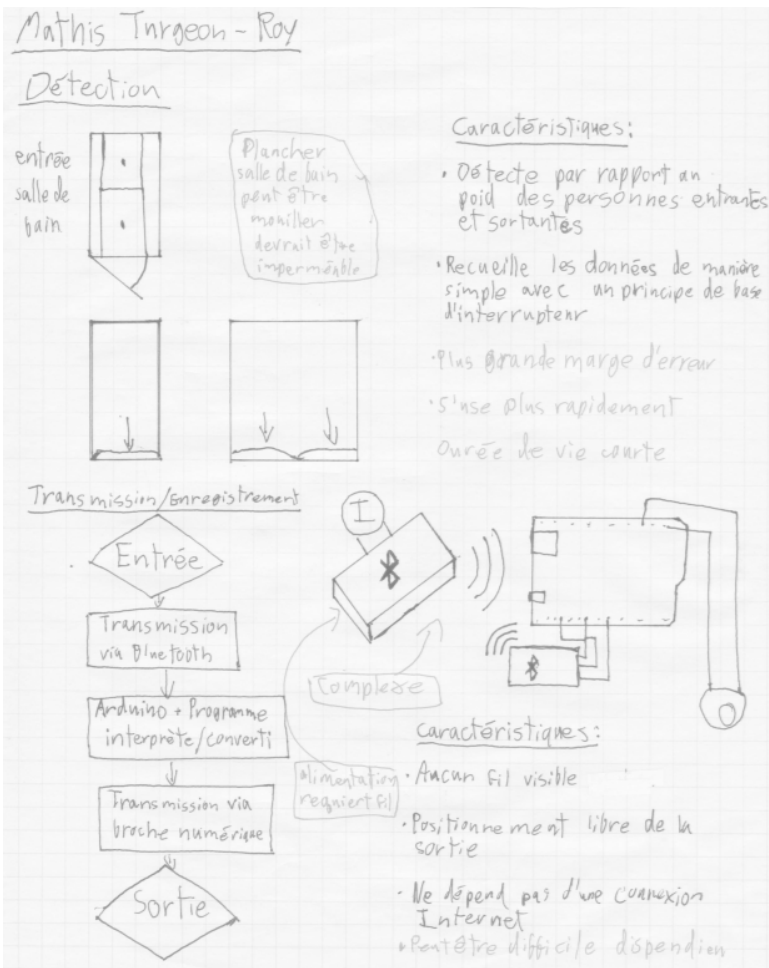 Mathis Turgeon-Roy
Détection
entrée
salle de
bain
Plancher
salle de bain
peut être
mouiller
devrait être
imperméable
Caractéristiques:
• Détecte par rapport au
poid des personnes entrantes
et sortantes
• Recueille les données de manière
simple avec un principe de base
d'interrupteur
• Plus grande marge d'erreur
• S'use plus rapidement
Durée de vie courte
Transmission/Enregistrement
Entrée
Transmission
via Bluetooth
Arduino + Programme
interprète/converti
Transmission via
broche numérique
Sortie
I
Complexe
alimentation
requiert fil
Caractéristiques:
• Aucun fil visible
• Positionnement libre de la
sortie
• Ne dépend pas d'une connexion
Internet
• Peut être difficile